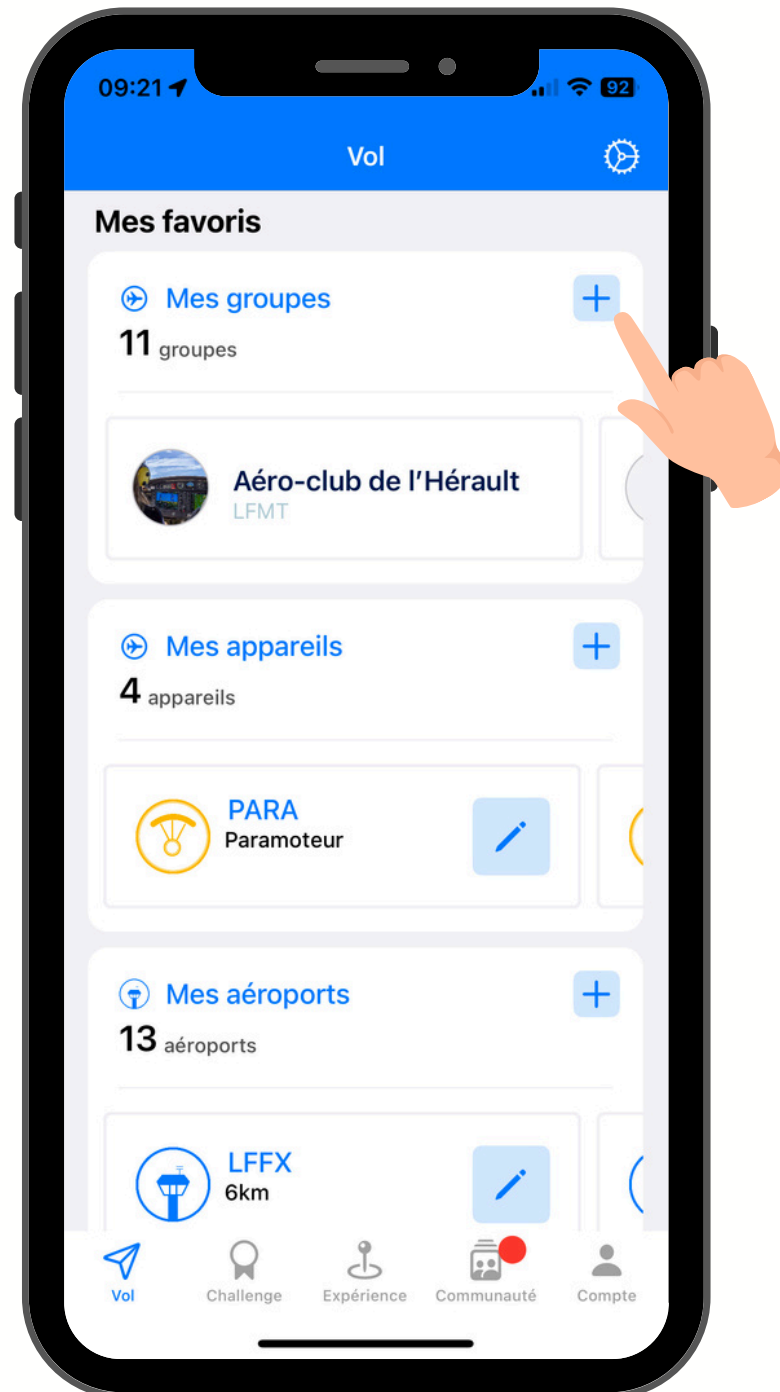 09:21
92
Vol
Mes favoris
Mes groupes
11 groupes
Aéro-club de l’Hérault
LFMT
Mes appareils
4 appareils
PARA
Paramoteur
Mes aéroports
13 aéroports
LFFX
6km
Vol Challenge Expérience Communauté Compte